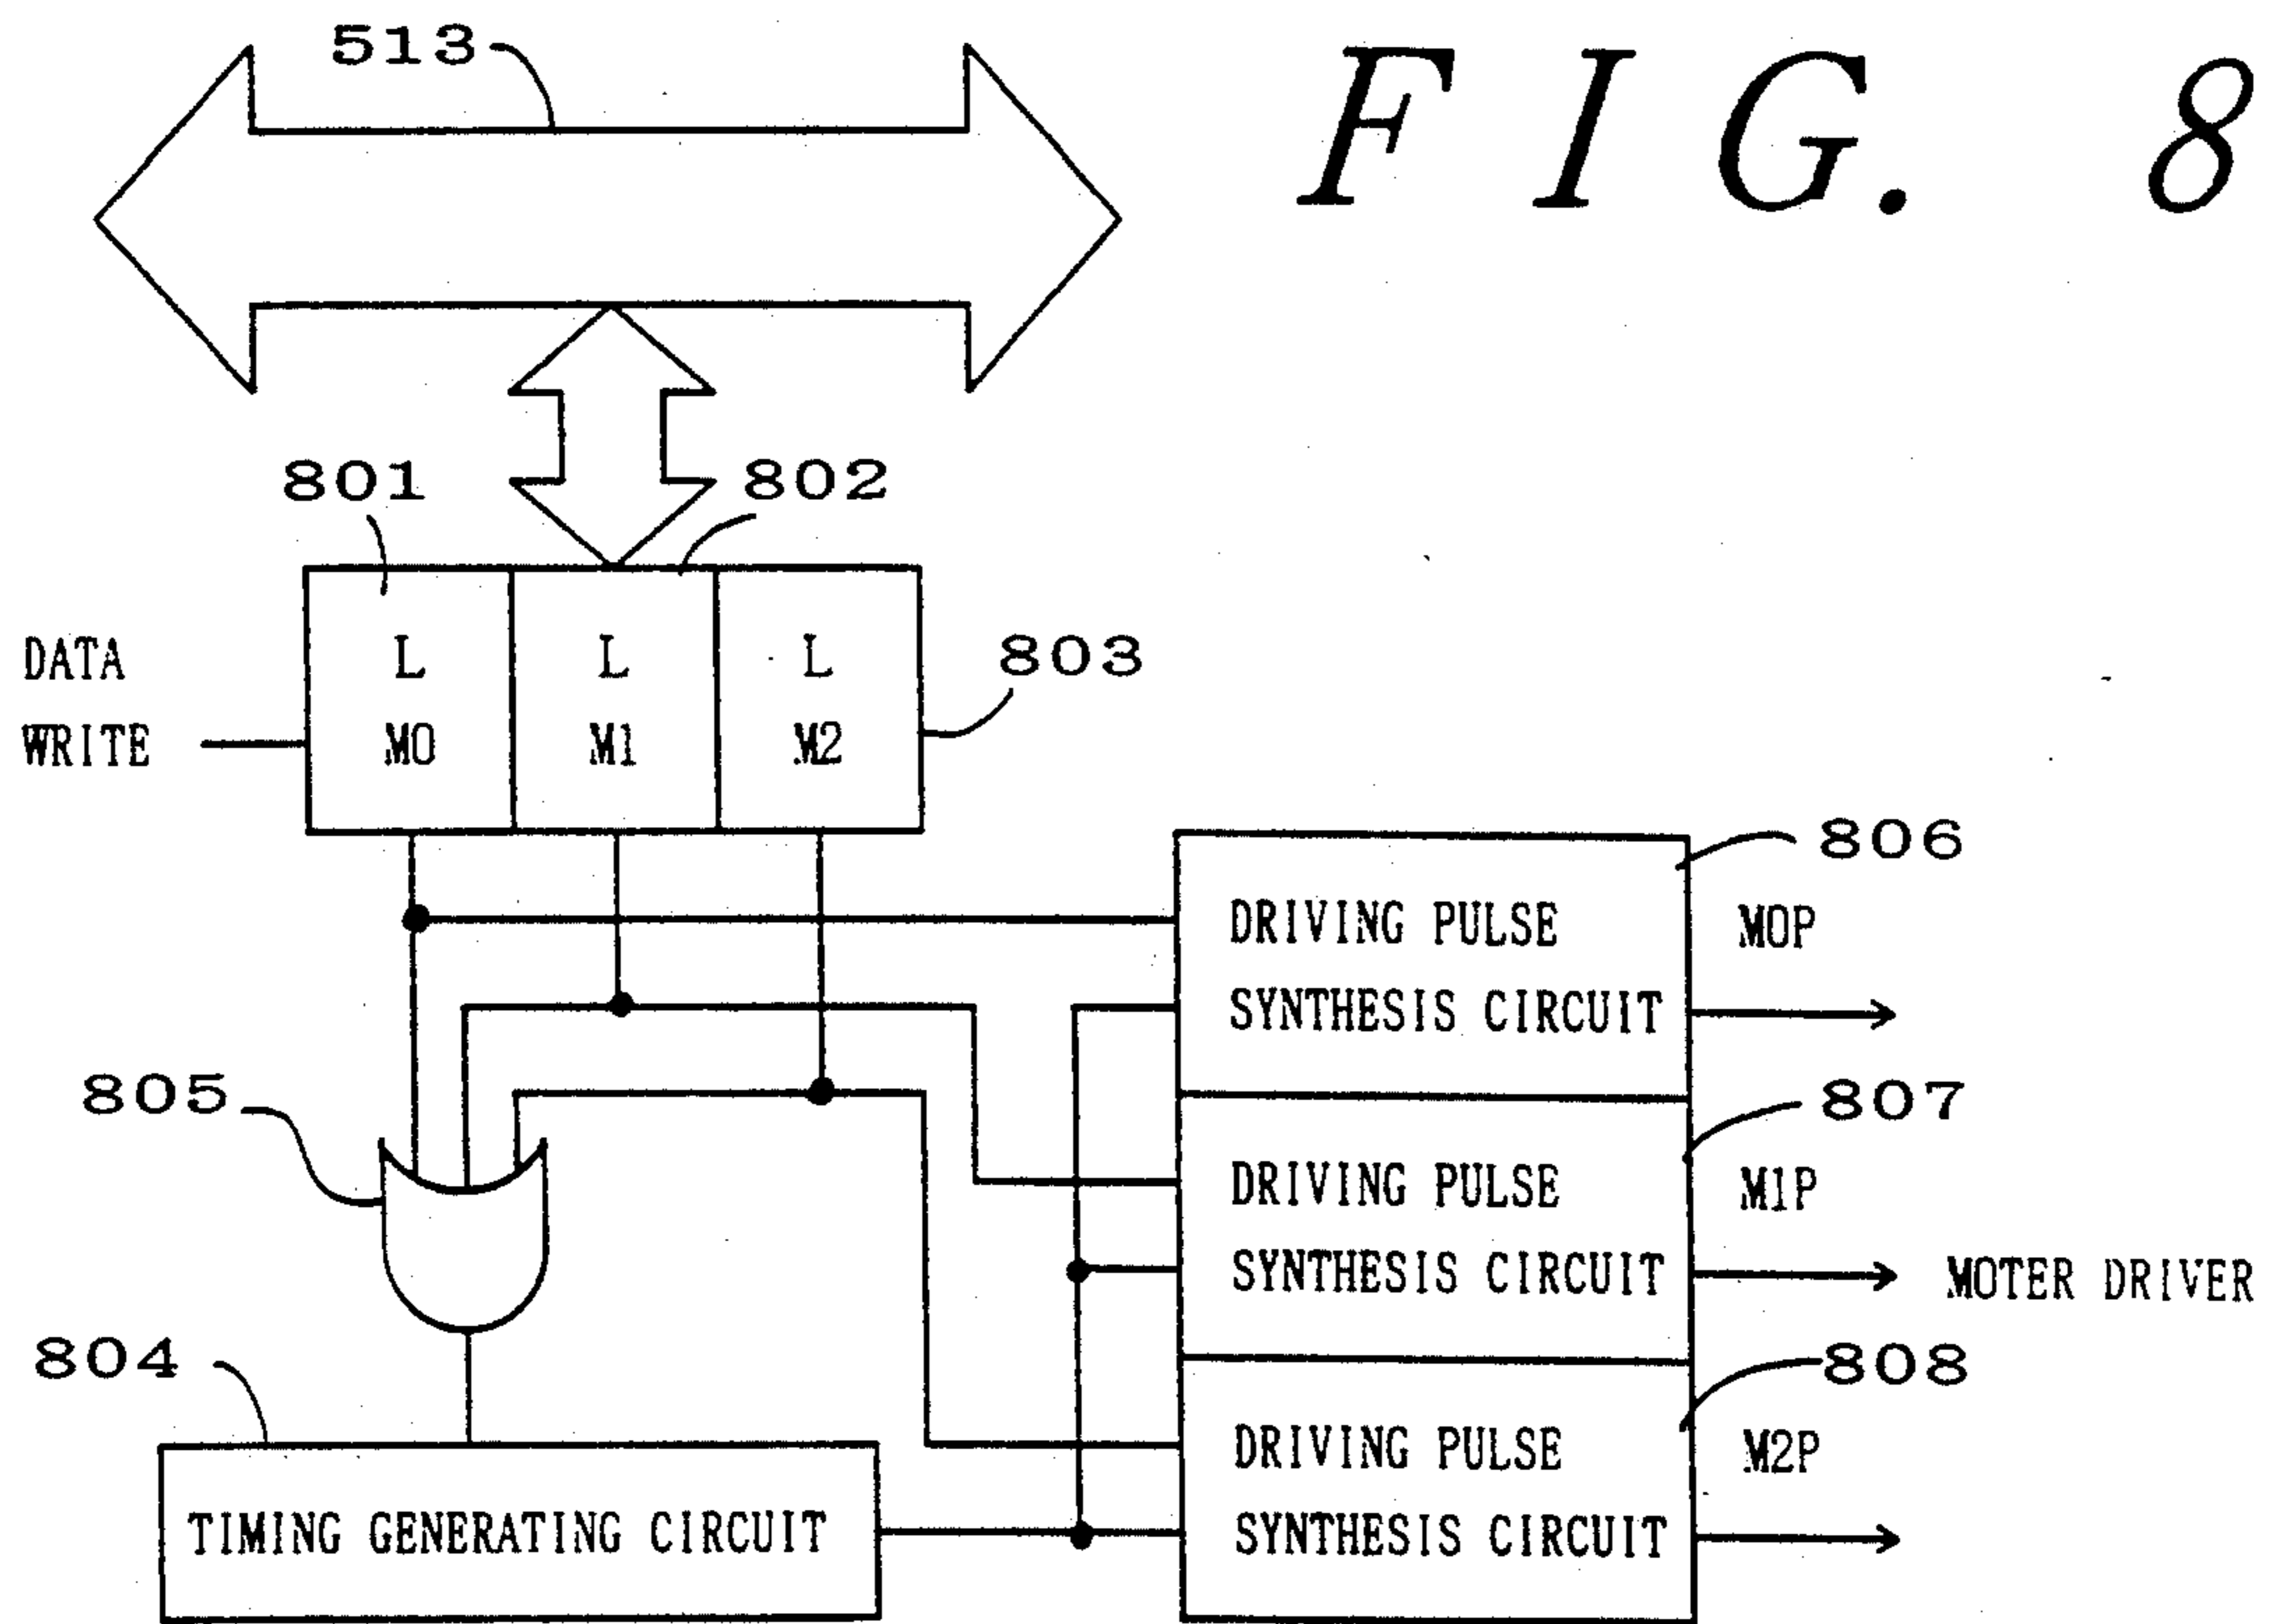 513
F I G. 8
801
802
803
DATA
WRITE
L
M0
L
M1
L
M2
806
DRIVING PULSE
SYNTHESIS CIRCUIT
M0P
805
807
DRIVING PULSE
SYNTHESIS CIRCUIT
M1P
MOTER DRIVER
804
808
DRIVING PULSE
SYNTHESIS CIRCUIT
M2P
TIMING GENERATING CIRCUIT